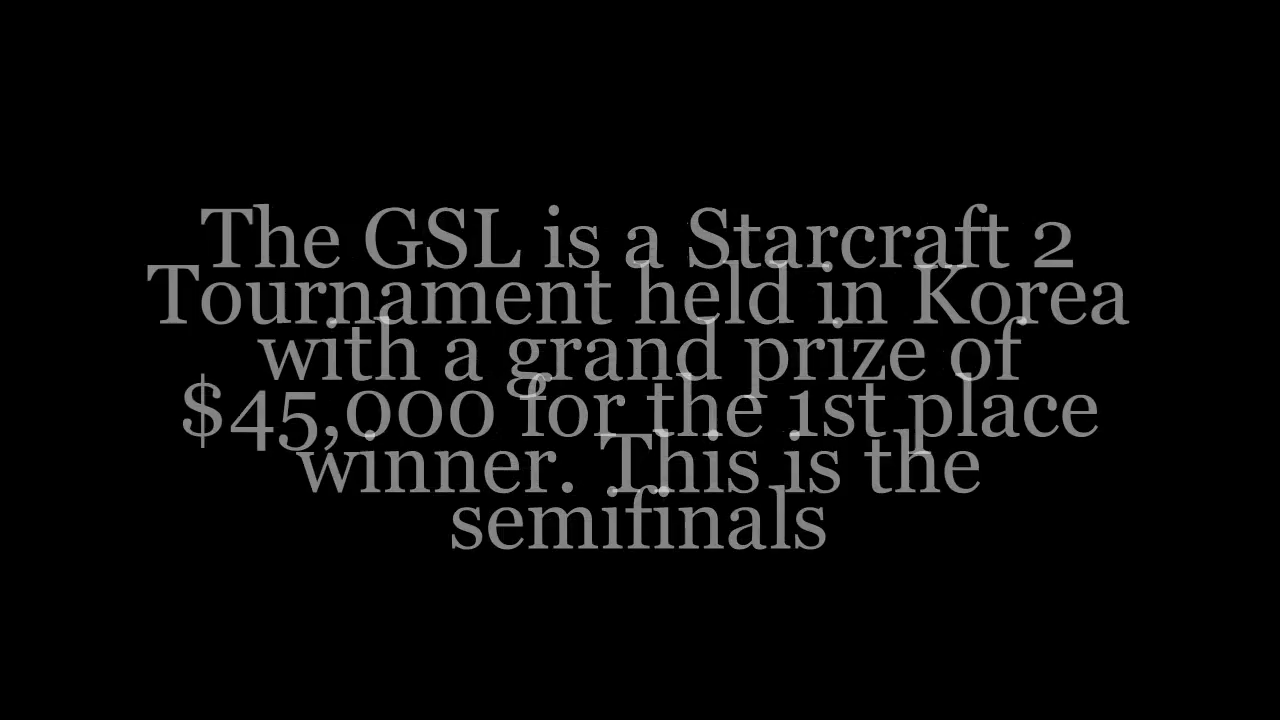 The GSL is a Starcraft 2
Tournament held in Korea
with a grand prize of
$45,000 for the 1st place
winner. This is the
semifinals